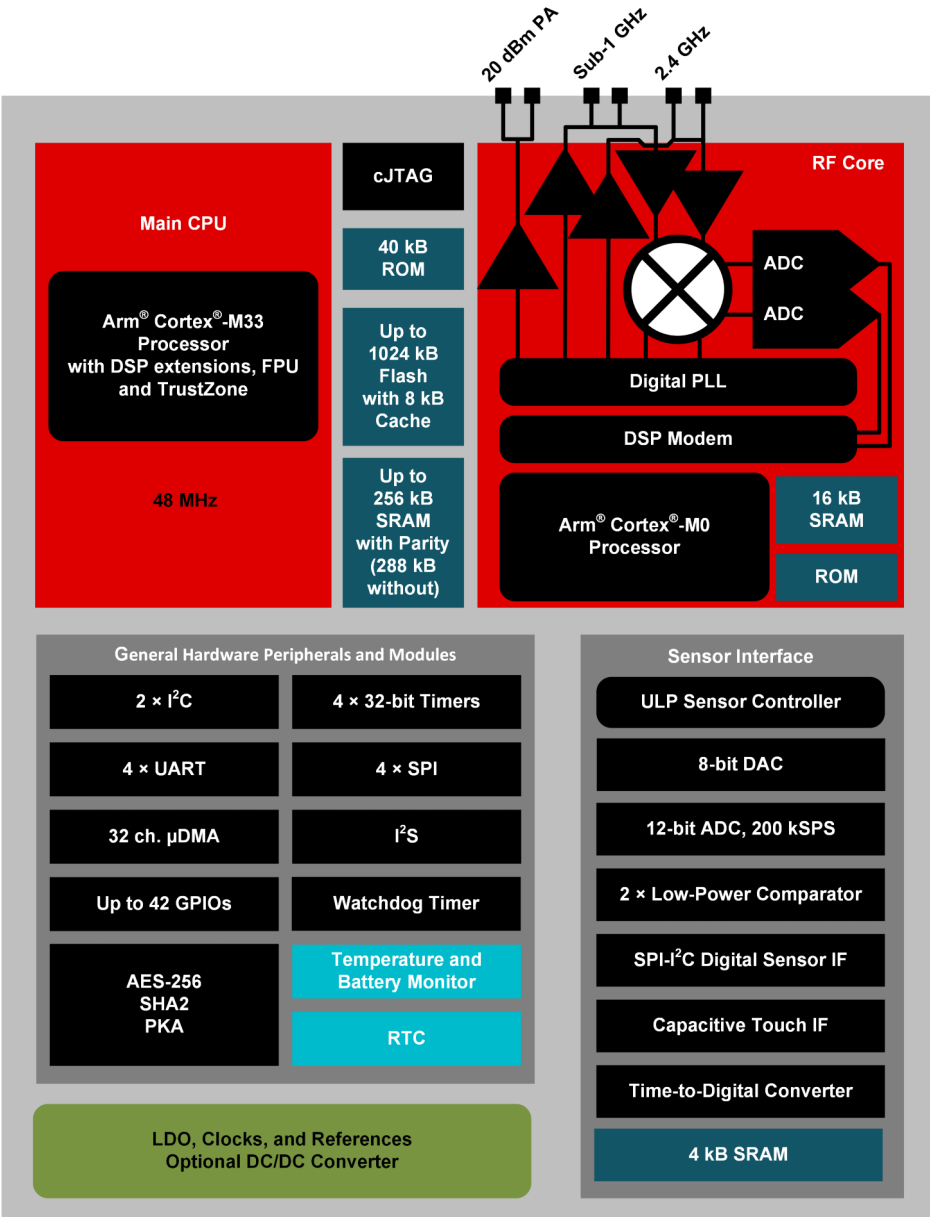 20 dBm PA
Sub-1 GHz
2.4 GHz
Main CPU
Arm® Cortex®-M33
Processor
with DSP extensions, FPU
and TrustZone
48 MHz
cJTAG
40 kB
ROM
Up to
1024 kB
Flash
with 8 kB
Cache
Up to
256 kB
SRAM
with Parity
(288 kB
without)
RF Core
ADC
ADC
Digital PLL
DSP Modem
Arm® Cortex®-M0
Processor
16 kB
SRAM
ROM
General Hardware Peripherals and Modules
2 × I²C
4 × 32-bit Timers
4 × UART
4 × SPI
32 ch. µDMA
I²S
Up to 42 GPIOs
Watchdog Timer
AES-256
SHA2
PKA
Temperature and
Battery Monitor
RTC
LDO, Clocks, and References
Optional DC/DC Converter
Sensor Interface
ULP Sensor Controller
8-bit DAC
12-bit ADC, 200 kSPS
2 × Low-Power Comparator
SPI-I²C Digital Sensor IF
Capacitive Touch IF
Time-to-Digital Converter
4 kB SRAM